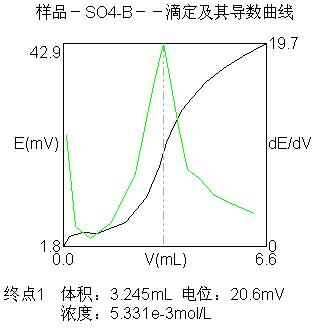 样品-SO4-B--滴定及其导数曲线
42.9
19.7
E(mV)
dE/dV
1.8
0
0.0
V(mL)
6.6
终点1 体积：3.245mL 电位：20.6mV
浓度：5.331e-3mol/L